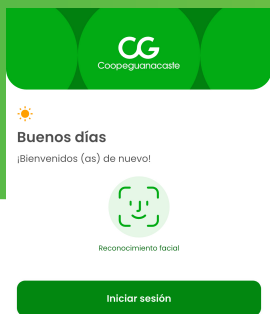 CG
Coopeguanacaste
Buenos días
¡Bienvenidos (as) de nuevo!
Reconocimiento facial
Iniciar sesión